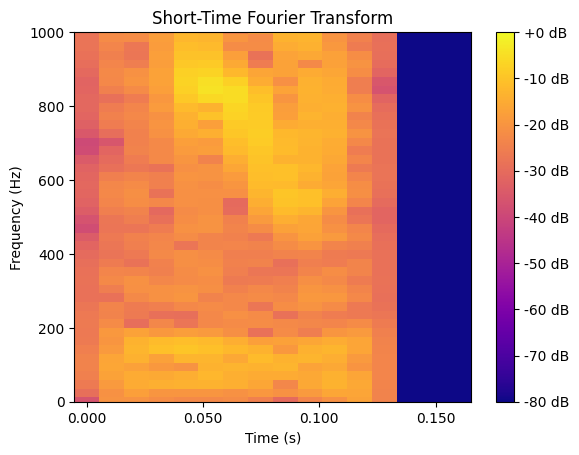 Short-Time Fourier Transform
1000
800
600
400
200
0
Frequency (Hz)
0.000
0.050
0.100
0.150
Time (s)
+0 dB
-10 dB
-20 dB
-30 dB
-40 dB
-50 dB
-60 dB
-70 dB
-80 dB